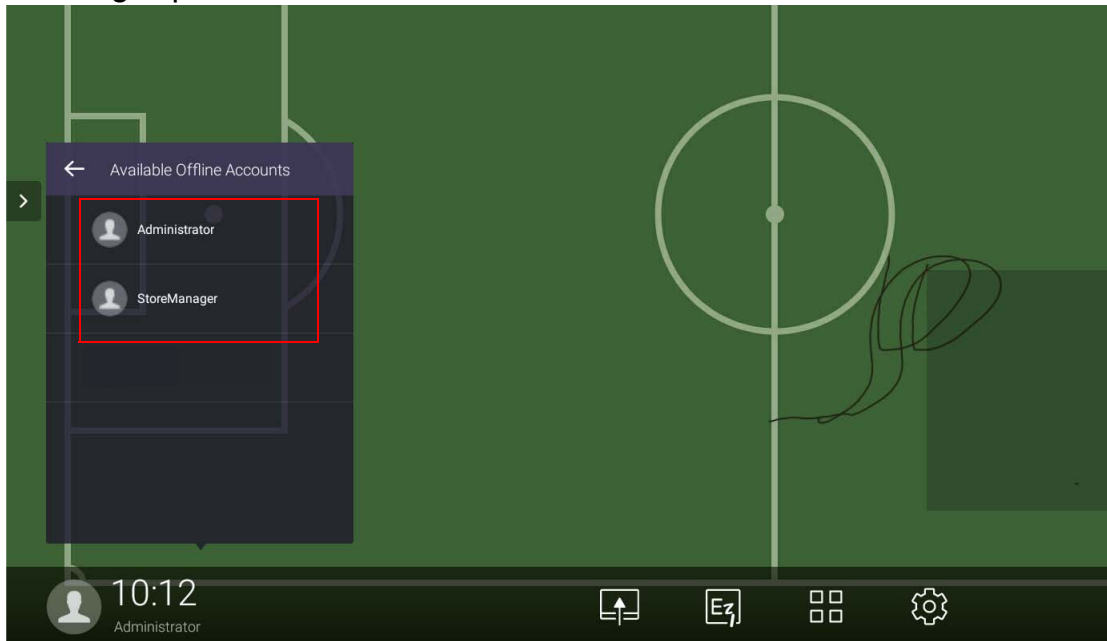 Available Offline Accounts
Administrator
StoreManager
10:12
Administrator